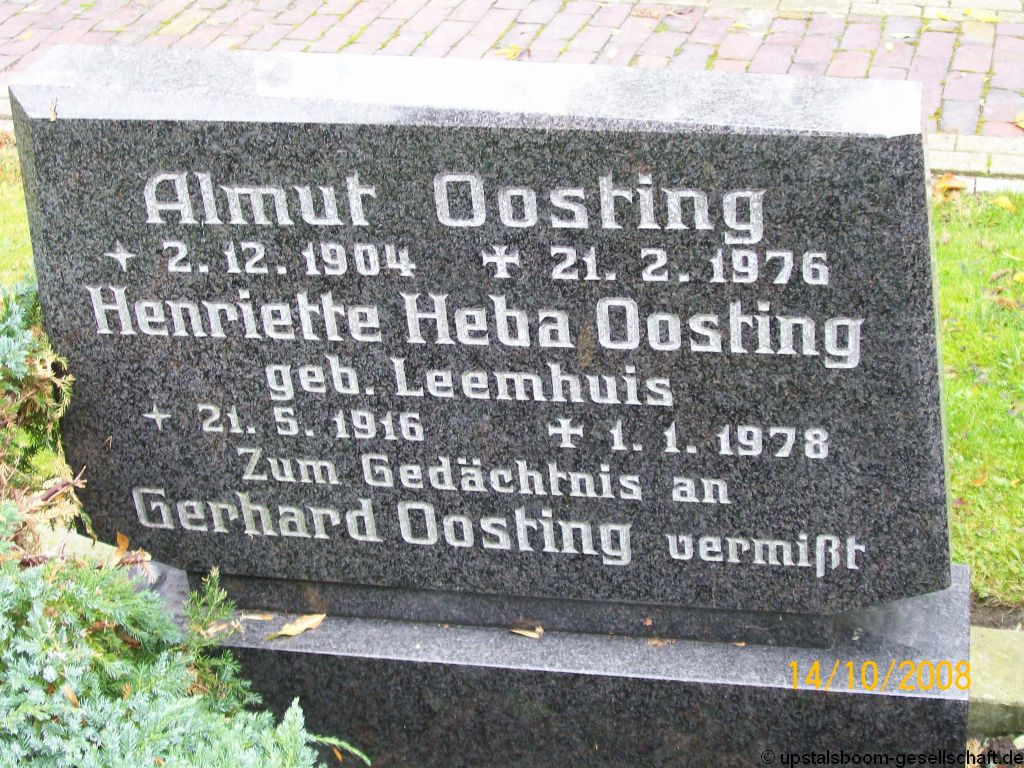 Almut Oosting
2. 12. 1904 ✠ 21. 2. 1976
Henriette Heba Oosting
geb. Leemhuis
21. 5. 1916 ✠ 1. 1. 1978
Zum Gedächtnis an
Gerhard Oosting vermißt
14/10/2008
© upstalsboom-gesellschaft.de